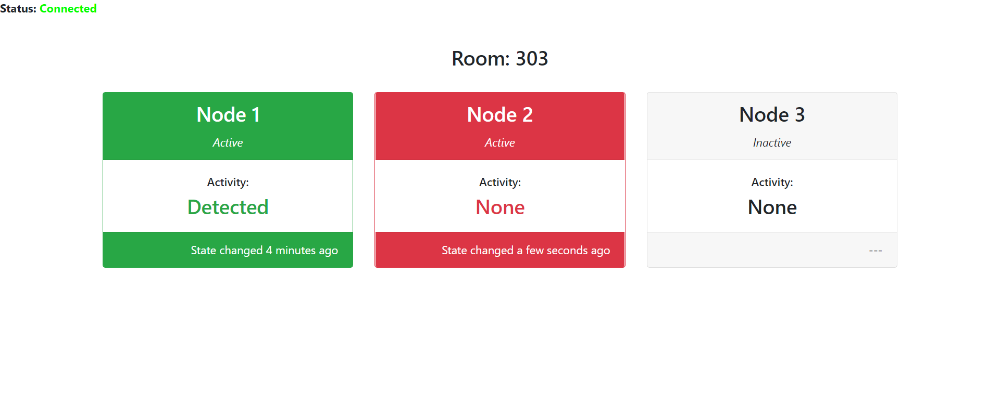 Status: Connected
Room: 303
Node 1
Active
Activity:
Detected
State changed 4 minutes ago
Node 2
Active
Activity:
None
State changed a few seconds ago
Node 3
Inactive
Activity:
None
---